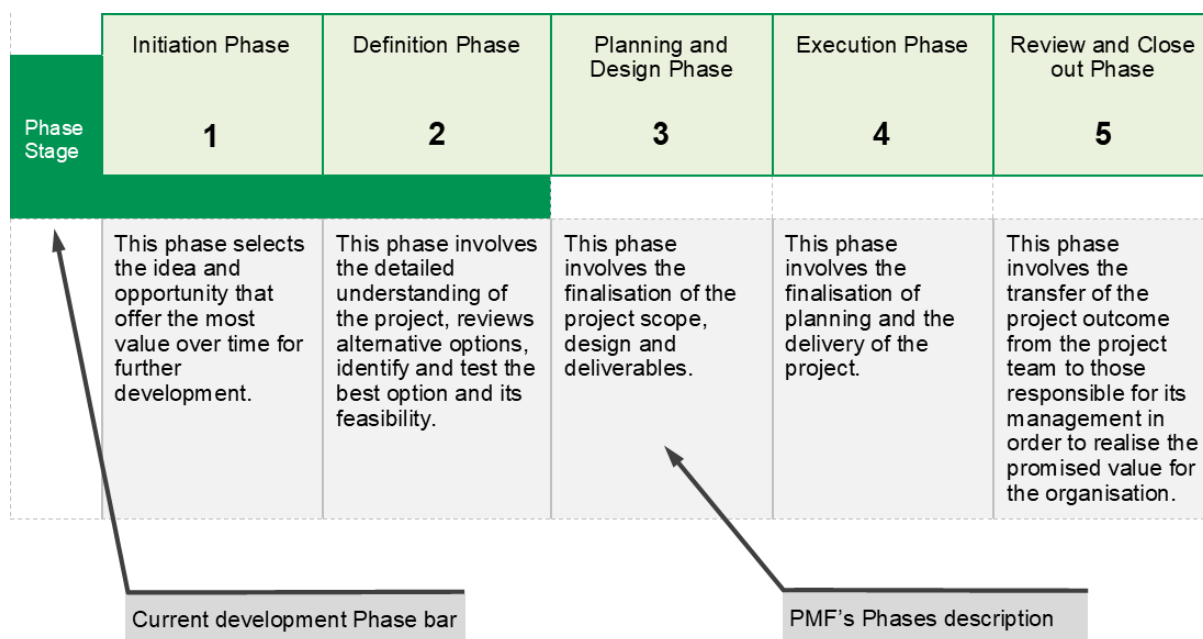 Initiation Phase
1
Definition Phase
2
Planning and
Design Phase
3
Execution Phase
4
Review and Close
out Phase
5
Phase
Stage
This phase selects
the idea and
opportunity that
offer the most
value over time for
further
development.
This phase involves
the detailed
understanding of
the project, reviews
alternative options,
identify and test the
best option and its
feasibility.
This phase
involves the
finalisation of the
project scope,
design and
deliverables.
This phase
involves the
finalisation of
planning and the
delivery of the
project.
This phase
involves the
transfer of the
project outcome
from the project
team to those
responsible for its
management in
order to realise the
promised value for
the organisation.
Current development Phase bar
PMF's Phases description